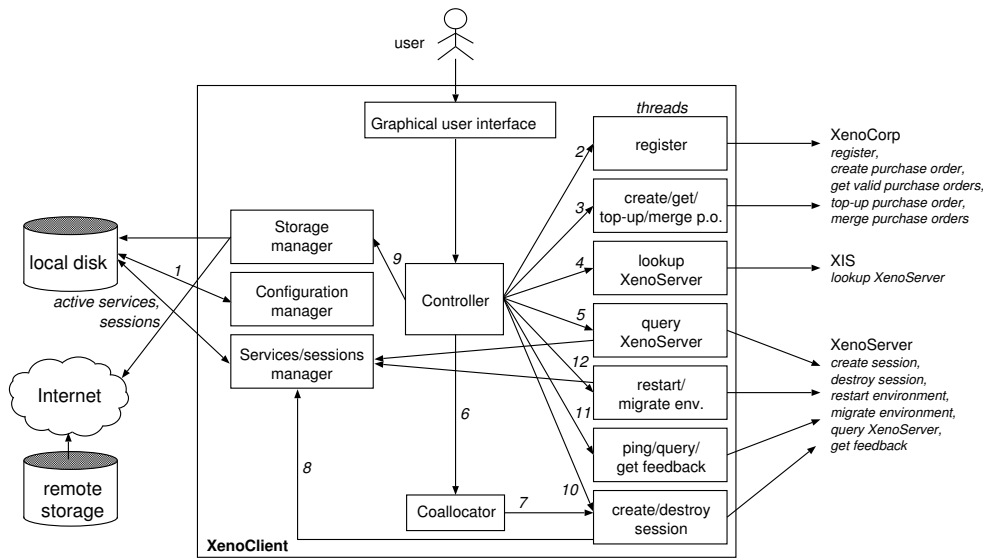 user
Graphical user interface
threads
register
2
XenoCorp
register,
create purchase order,
get valid purchase orders,
top-up purchase order,
merge purchase orders
create/get/
top-up/merge p.o.
3
Storage
manager
9
local disk
1
Configuration
manager
Controller
lookup
XenoServer
4
XIS
lookup XenoServer
active services,
sessions
5
query
XenoServer
Services/sessions
manager
XenoServer
create session,
destroy session,
restart environment,
migrate environment,
query XenoServer,
get feedback
12
restart/
migrate env.
Internet
6
11
ping/query/
get feedback
remote
storage
8
10
Coallocator
7
create/destroy
session
XenoClient